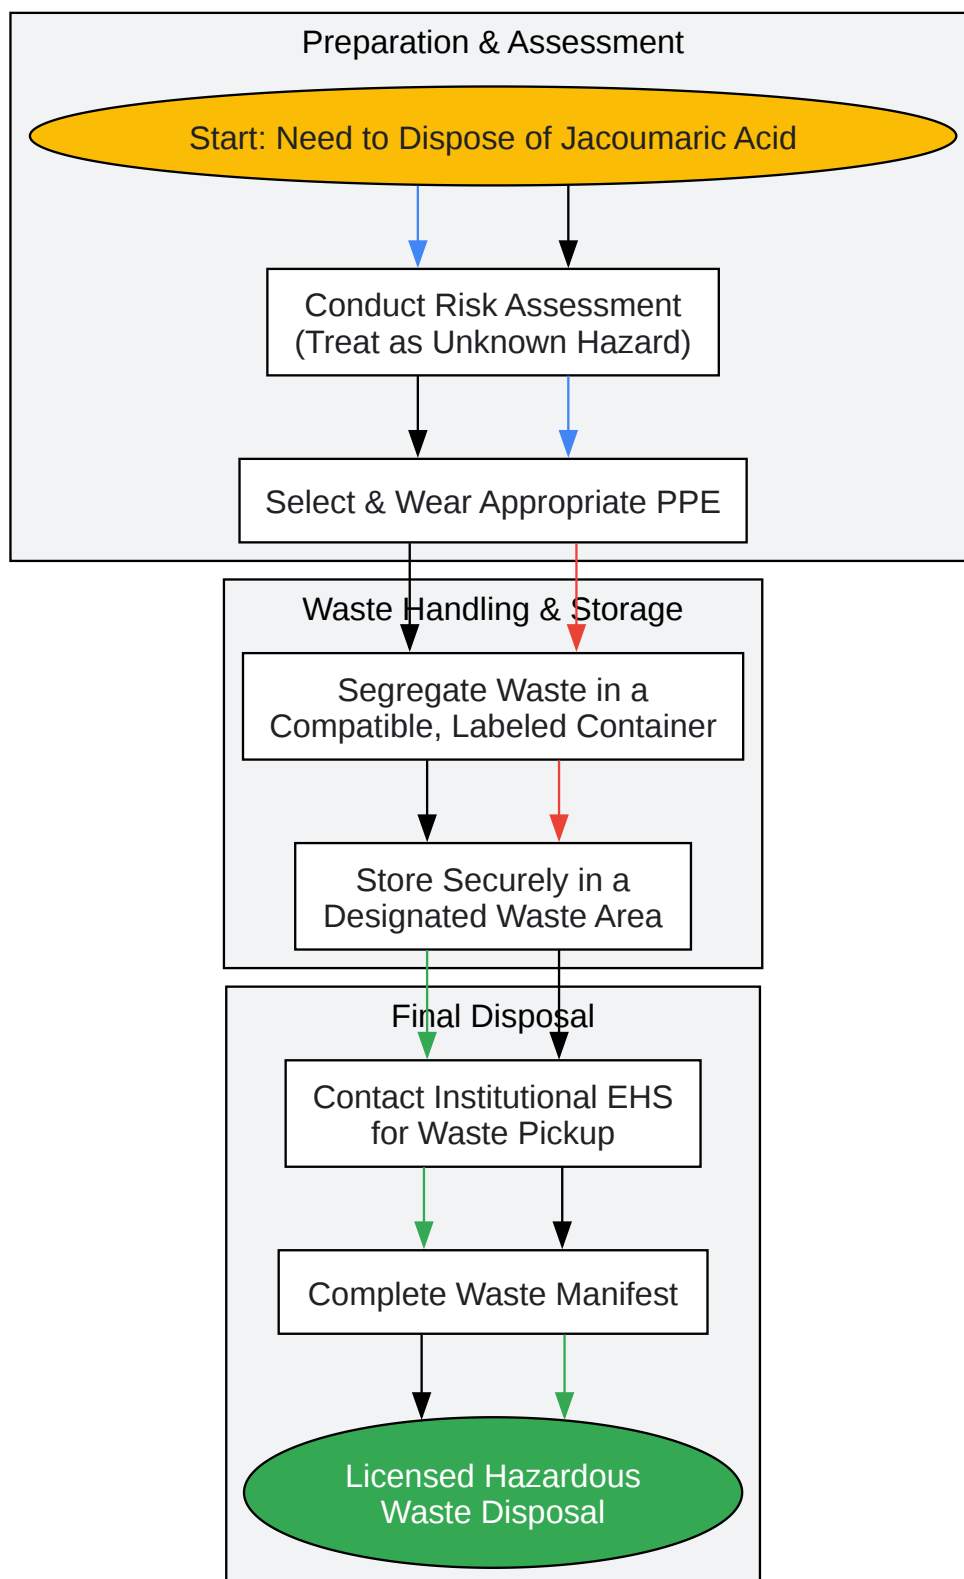 Preparation & Assessment
Start: Need to Dispose of Jacoumaric Acid
Conduct Risk Assessment
(Treat as Unknown Hazard)
Select & Wear Appropriate PPE
Waste Handling & Storage
Segregate Waste in a
Compatible, Labeled Container
Store Securely in a
Designated Waste Area
Final Disposal
Contact Institutional EHS
for Waste Pickup
Complete Waste Manifest
Licensed Hazardous
Waste Disposal